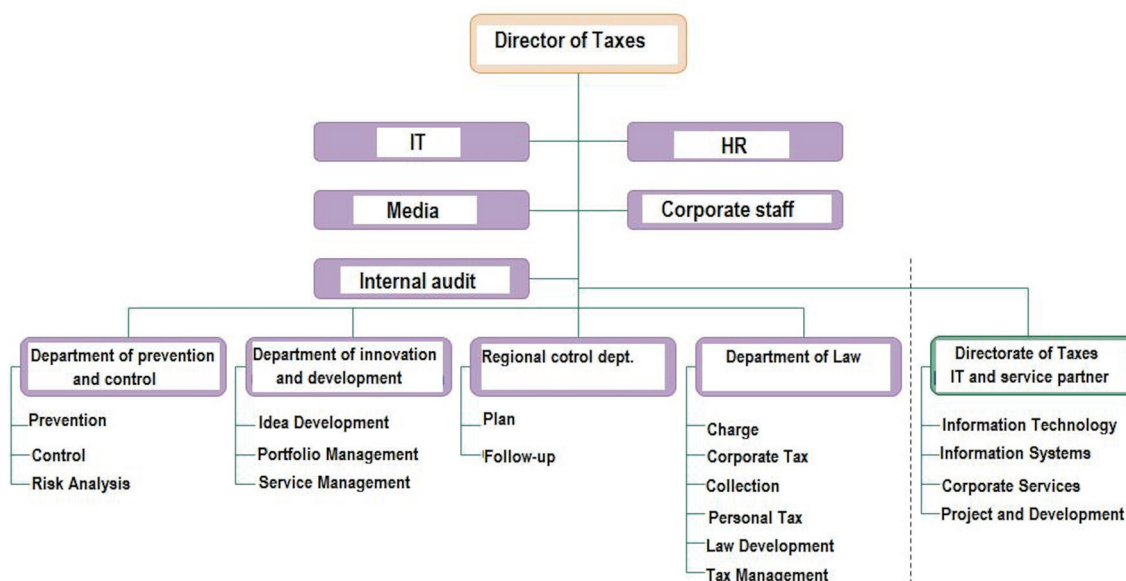 Director of Taxes
IT
HR
Media
Corporate staff
Internal audit
Department of prevention
and control
Prevention
Control
Risk Analysis
Department of innovation
and development
Idea Development
Portfolio Management
Service Management
Regional cotrol dept.
Plan
Follow-up
Department of Law
Charge
Corporate Tax
Collection
Personal Tax
Law Development
Tax Management
Directorate of Taxes
IT and service partner
Information Technology
Information Systems
Corporate Services
Project and Development